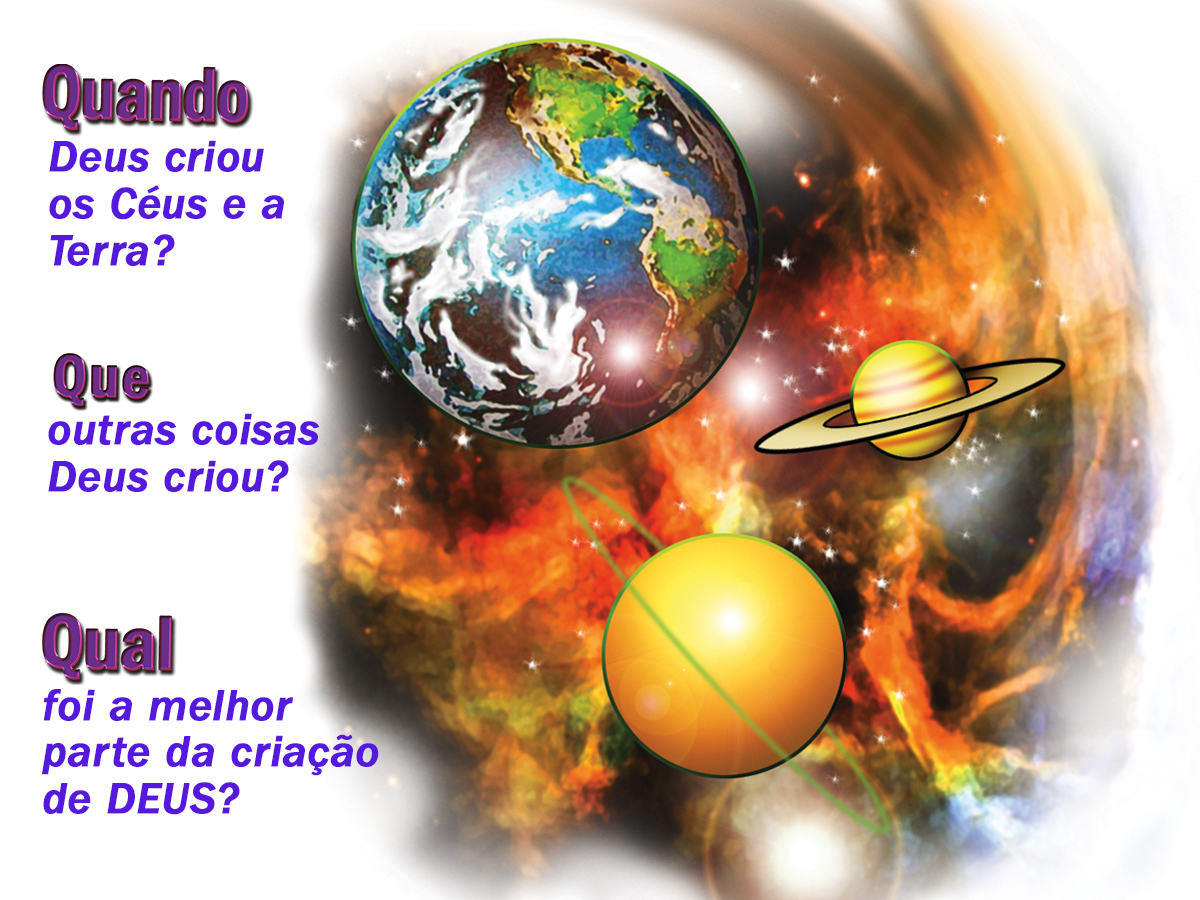 Quando
Deus criou
os Céus e a
Terra?
Que
outras coisas
Deus criou?
Qual
foi a melhor
parte da criação
de DEUS?